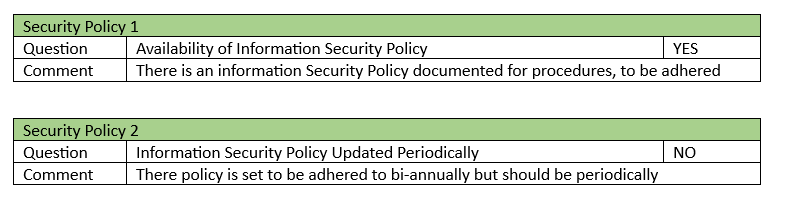 Security Policy 1
Question Availability of Information Security Policy YES
Comment There is an information Security Policy documented for procedures, to be adhered
Security Policy 2
Question Information Security Policy Updated Periodically NO
Comment There policy is set to be adhered to bi-annually but should be periodically